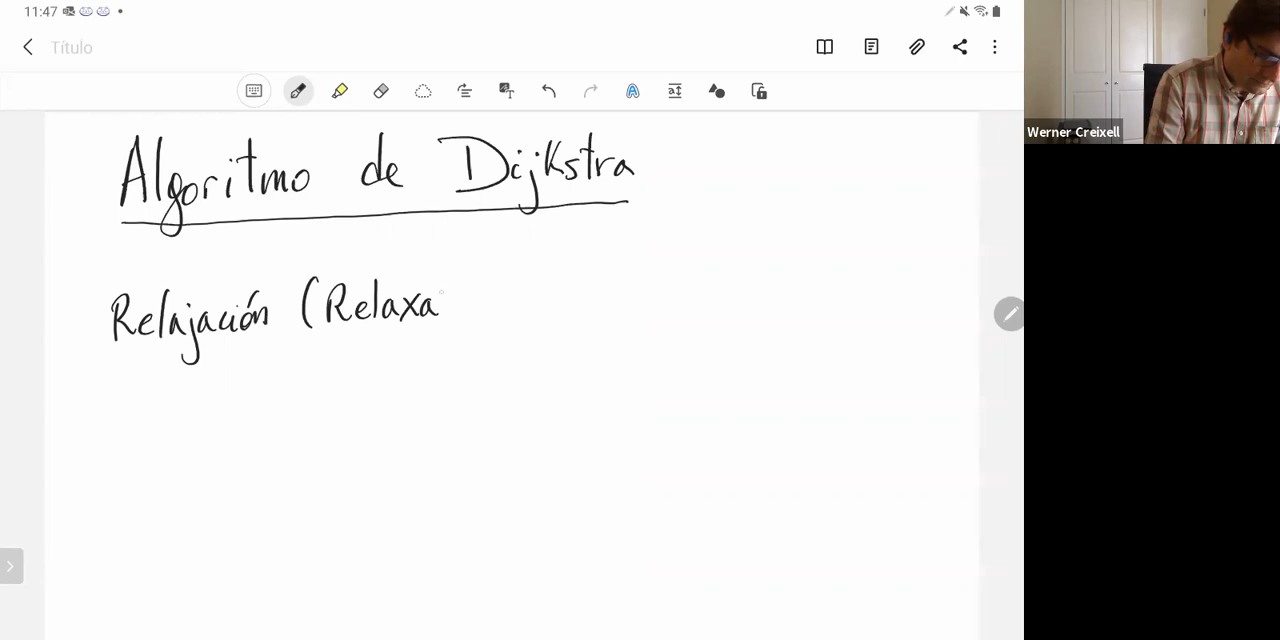 11:47
Título
Algoritmo de Dijkstra
Relajación (Relaxa
Werner Creixell